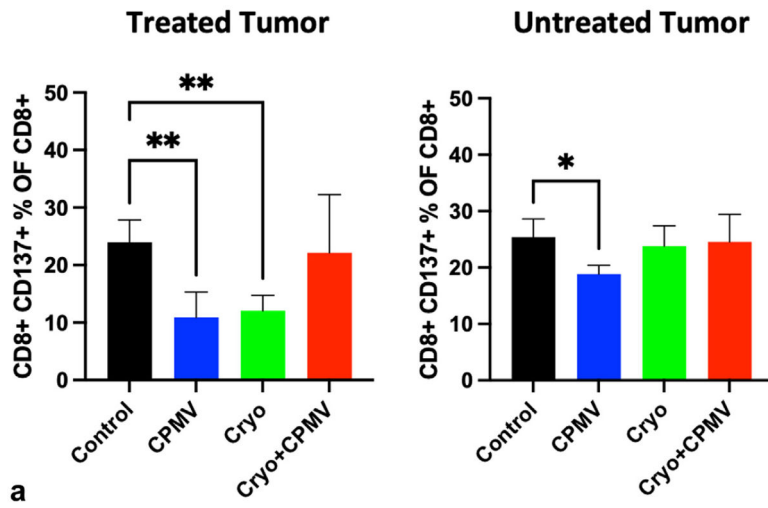 Treated Tumor
CD8+ CD137+ % OF CD8+
50
40
30
20
10
0
**
**
Control
CPMV
Cryo
Cryo+CPMV
Untreated Tumor
CD8+ CD137+ % OF CD8+
50
40
30
20
10
0
*
Control
CPMV
Cryo
Cryo+CPMV
a